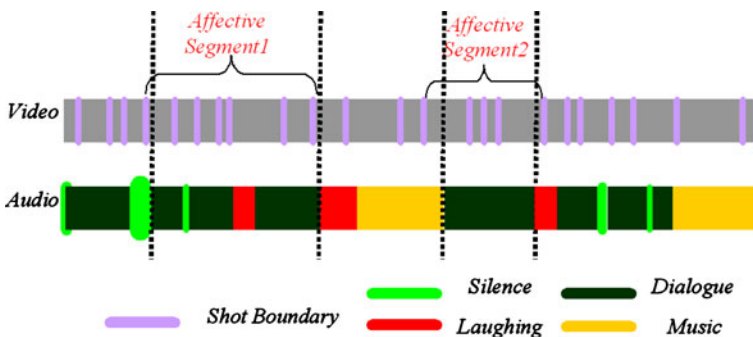 Affective
Segment1
Affective
Segment2
Video
Audio
Silence
Dialogue
Shot Boundary
Laughing
Music